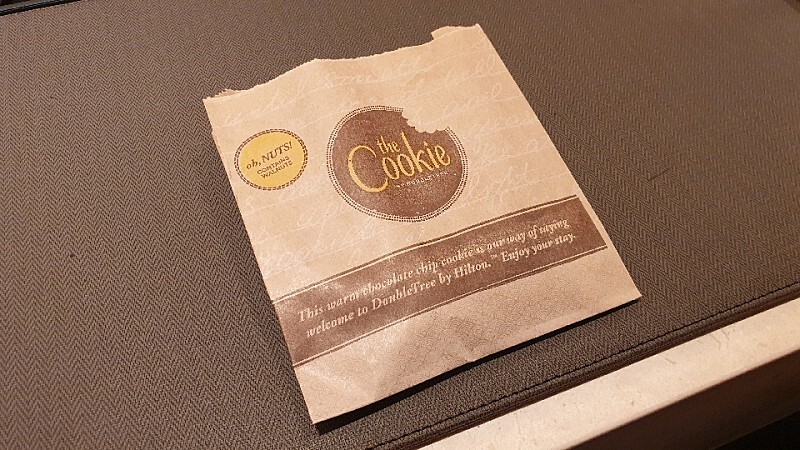 oh, NUTS!
CONTAINS
WALNUTS
the
Cookie
This warm chocolate chip cookie is our way of saying
welcome to DoubleTree by Hilton.™ Enjoy your stay.